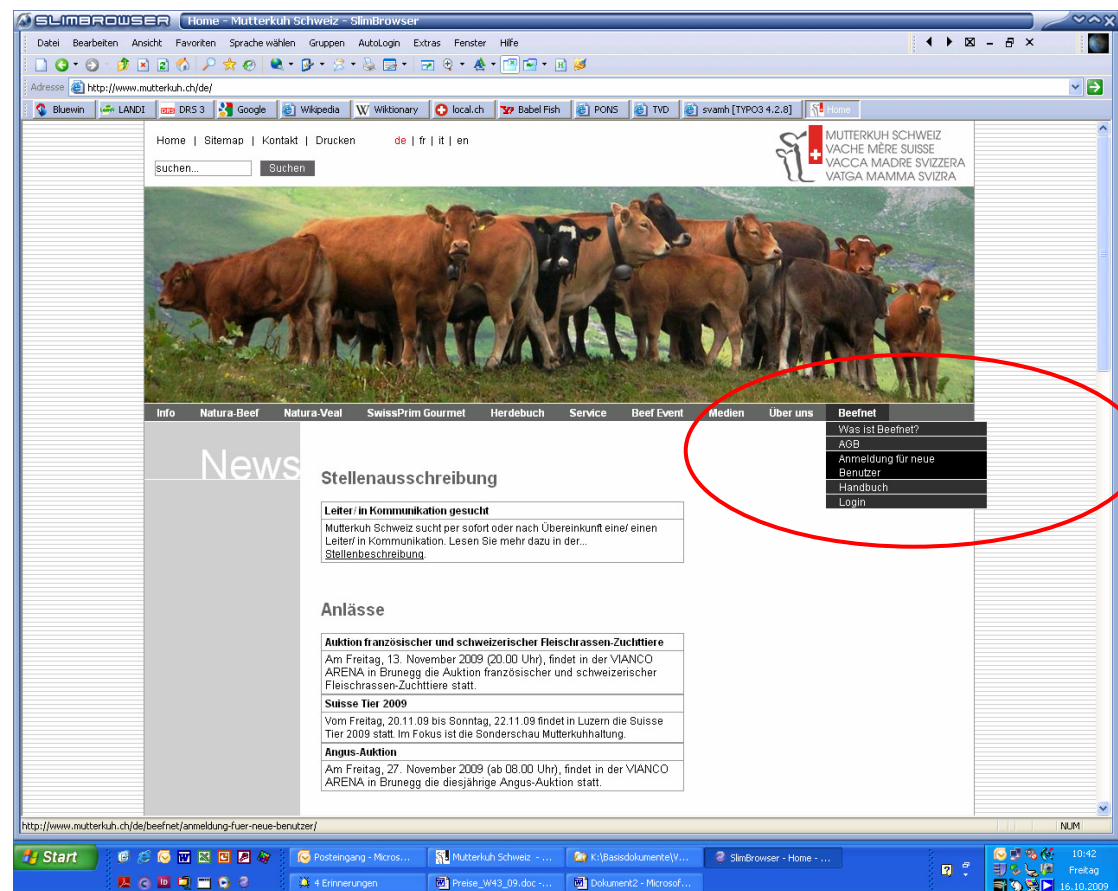 SLIMBROWSER Home - Mutterkuh Schweiz - SlimBrowser
Datei Bearbeiten Ansicht Favoriten Sprache wählen Gruppen AutoLogin Extras Fenster Hilfe
Adresse http://www.mutterkuh.ch/de/
Bluewin LANDI DRS 3 Google Wikipedia Wiktionary local.ch Babel Fish PONS TVD svamh [TYPO3 4.2.8] Home
Home | Sitemap | Kontakt | Drucken de | fr | it | en
suchen... Suchen
MUTTERKUH SCHWEIZ
VACHE MÈRE SUISSE
VACCA MADRE SVIZZERA
VATGA MAMMA SVIZRA
Info Natura-Beef Natura-Veal SwissPrim Gourmet Herdebuch Service Beef Event Medien Über uns Beefnet
Was ist Beefnet?
AGB
Anmeldung für neue
Benutzer
Handbuch
Login
News
Stellenausschreibung
Leiter/in Kommunikation gesucht
Mutterkuh Schweiz sucht per sofort oder nach Übereinkunft eine/ einen
Leiter/ in Kommunikation. Lesen Sie mehr dazu in der...
Stellenbeschreibung.
Anlässe
Auktion französischer und schweizerischer Fleischrassen-Zuchttiere
Am Freitag, 13. November 2009 (20.00 Uhr), findet in der VIANCO
ARENA in Brunegg die Auktion französischer und schweizerischer
Fleischrassen-Zuchttiere statt.
Suisse Tier 2009
Vom Freitag, 20.11.09 bis Sonntag, 22.11.09 findet in Luzern die Suisse
Tier 2009 statt. Im Fokus ist die Sonderschau Mutterkuhhaltung.
Angus-Auktion
Am Freitag, 27. November 2009 (ab 08.00 Uhr), findet in der VIANCO
ARENA in Brunegg die diesjährige Angus-Auktion statt.
http://www.mutterkuh.ch/de/beefnet/anmeldung-fuer-neue-benutzer/ NUM
Start Posteingang - Micros... Mutterkuh Schweiz - ... K:\Basisdokumente\V... SlimBrowser - Home - ... 10:42
Freitag
4 Erinnerungen Preise_W43_09.doc -... Dokument2 - Microsof... 16.10.2009